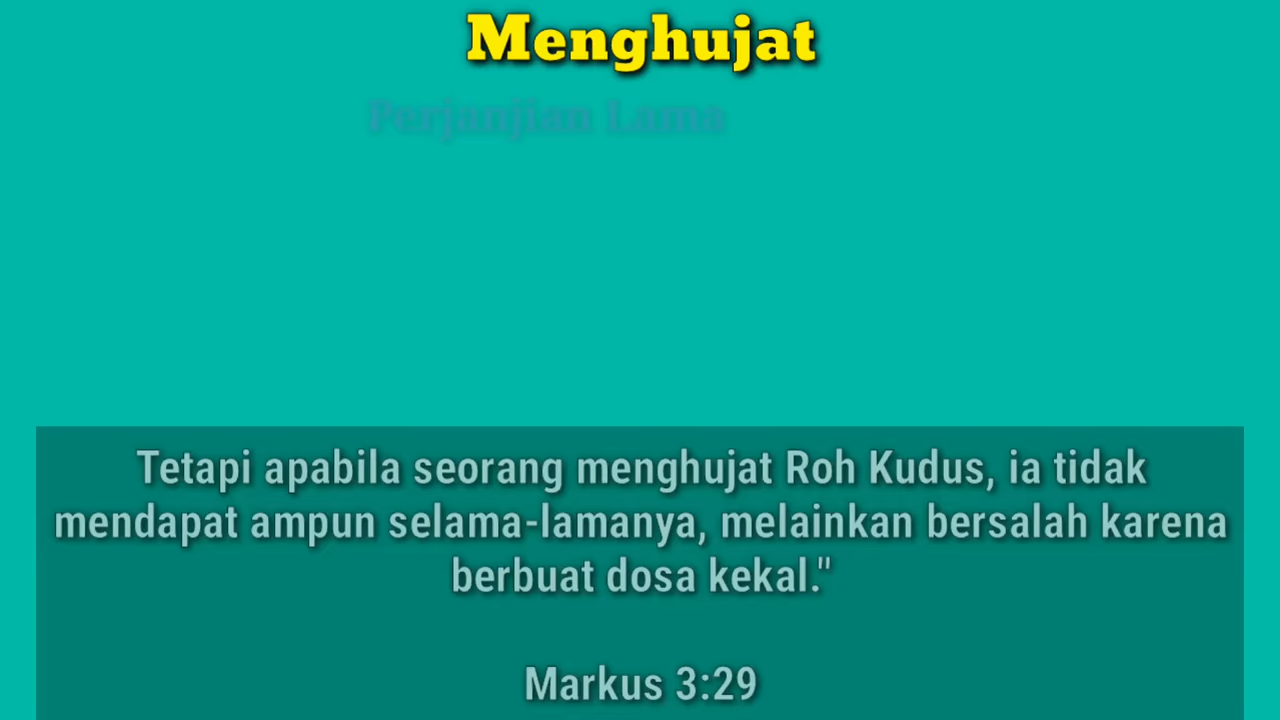 Menghujat
Perjanjian Lama
Tetapi apabila seorang menghujat Roh Kudus, ia tidak
mendapat ampun selama-lamanya, melainkan bersalah karena
berbuat dosa kekal."
Markus 3:29